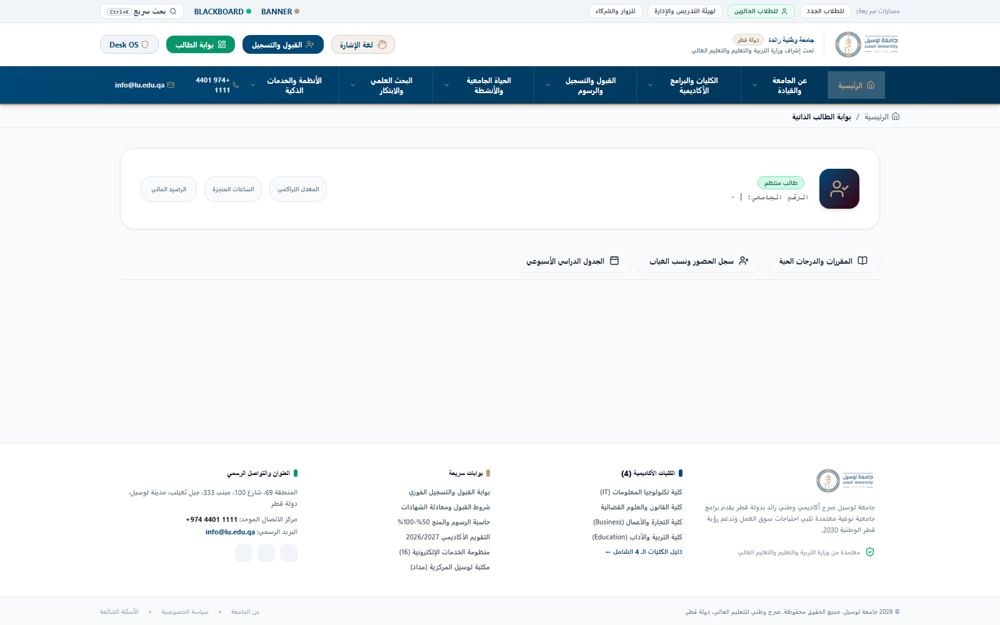 مسارات سريعة:
للطلاب الجدد
للطلاب الحاليين
لهيئة التدريس والإدارة
للزوار والشركاء
BANNER
BLACKBOARD
بحث سريع Ctrl+K
جامعة لوسيل
Lusail University
QATAR
جامعة وطنية رائدة
دولة قطر
تحت إشراف وزارة التربية والتعليم والتعليم العالي
لغة الإشارة
القبول والتسجيل
بوابة الطالب
Desk OS
الرئيسية
عن الجامعة والقيادة
الكليات والبرامج الأكاديمية
القبول والتسجيل والرسوم
الحياة الجامعية والأنشطة
البحث العلمي والابتكار
الأنظمة والخدمات الذكية
+974 4401 1111
info@lu.edu.qa
الرئيسية / بوابة الطالب الذاتية
طالب منتظم
الرقم الجامعي: | -
المعدل التراكمي
الساعات المنجزة
الرصيد المالي
المقررات والدرجات الحية
سجل الحضور ونسب الغياب
الجدول الدراسي الأسبوعي
جامعة لوسيل
Lusail University
QATAR
جامعة لوسيل صرح أكاديمي وطني رائد بدولة قطر يقدم برامج
جامعية نوعية معتمدة تلبي احتياجات سوق العمل وتدعم رؤية
قطر الوطنية 2030.
معتمدة من وزارة التربية والتعليم والتعليم العالي
الكليات الأكاديمية (4)
كلية تكنولوجيا المعلومات (IT)
كلية القانون والعلوم القضائية
كلية التجارة والأعمال (Business)
كلية التربية والآداب (Education)
دليل الكليات الـ 4 الشامل ←
بوابات سريعة
بوابة القبول والتسجيل الفوري
شروط القبول ومعادلة الشهادات
حاسبة الرسوم والمنح 50%-100%
التقويم الأكاديمي 2026/2027
منظومة الخدمات الإلكترونية (16)
مكتبة لوسيل المركزية (مداد)
العنوان والتواصل الرسمي
المنطقة 69، شارع 100، مبنى 333، جبل ثعيلب، مدينة لوسيل،
دولة قطر
مركز الاتصال الموحد: 1111 4401 974+
البريد الرسمي: info@lu.edu.qa
© 2026 جامعة لوسيل. جميع الحقوق محفوظة. صرح وطني للتعليم العالي، دولة قطر.
عن الجامعة • سياسة الخصوصية • الأسئلة الشائعة